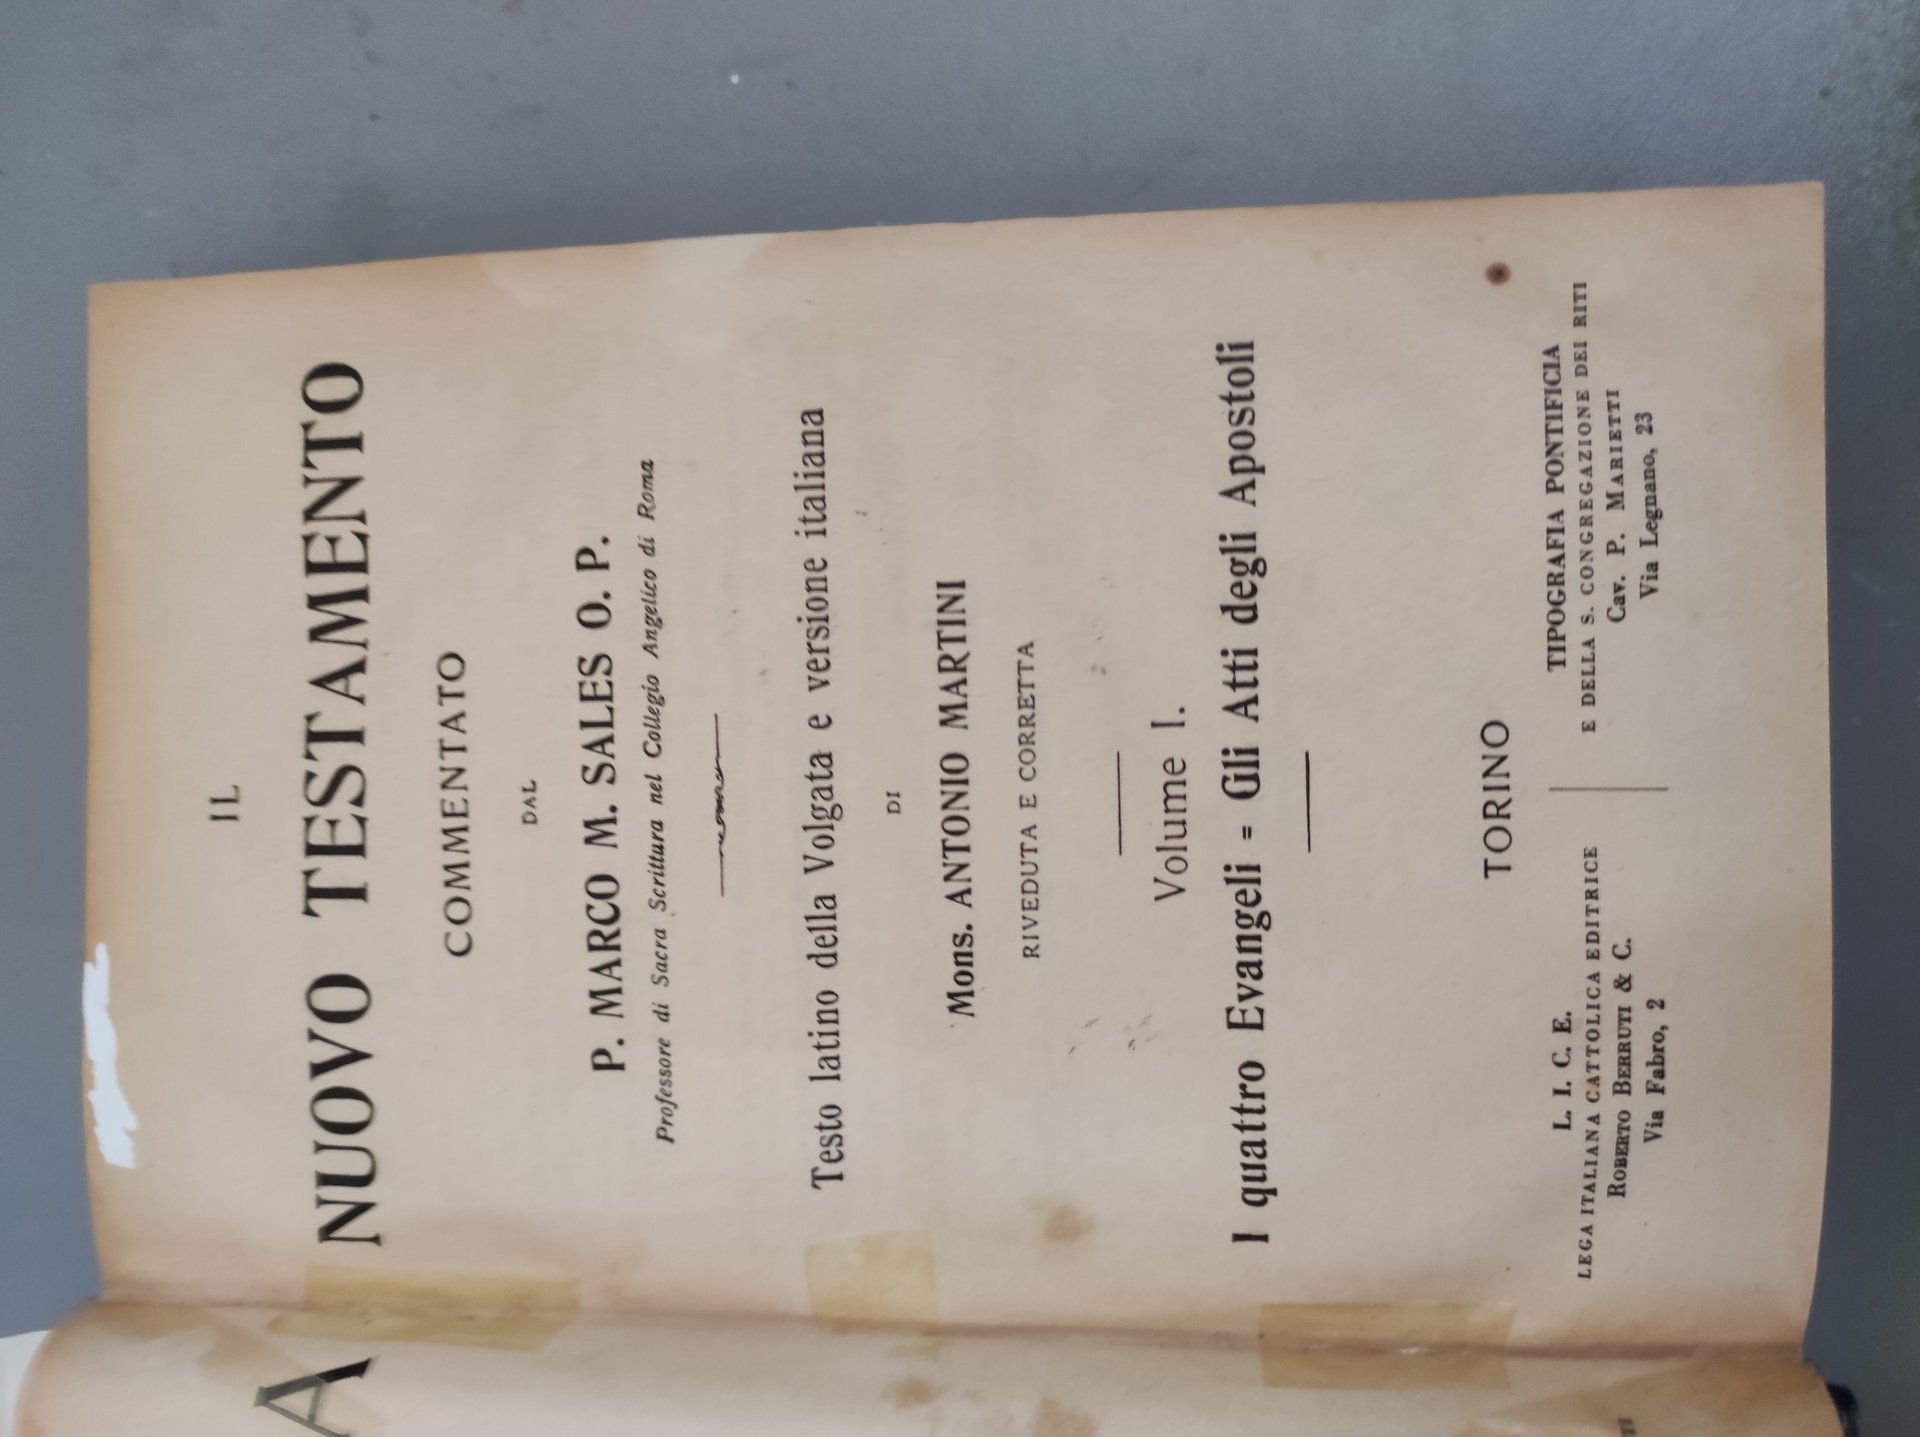 IL
NUOVO TESTAMENTO
COMMENTATO
DAL
P. MARCO M. SALES O. P.
Professore di Sacra Scrittura nel Collegio Angelico di Roma
Testo latino della Volgata e versione italiana
DI
Mons. ANTONIO MARTINI
RIVEDUTA E CORRETTA
Volume I.
I quattro Evangeli = Gli Atti degli Apostoli
TORINO
L. I. C. E.
LEGA ITALIANA CATTOLICA EDITRICE
ROBERTO BERRUTI & C.
Via Fabro, 2
TIPOGRAFIA PONTIFICIA
E DELLA S. CONGREGAZIONE DEI RITI
Cav. P. MARIETTI
Via Legnano, 23
A